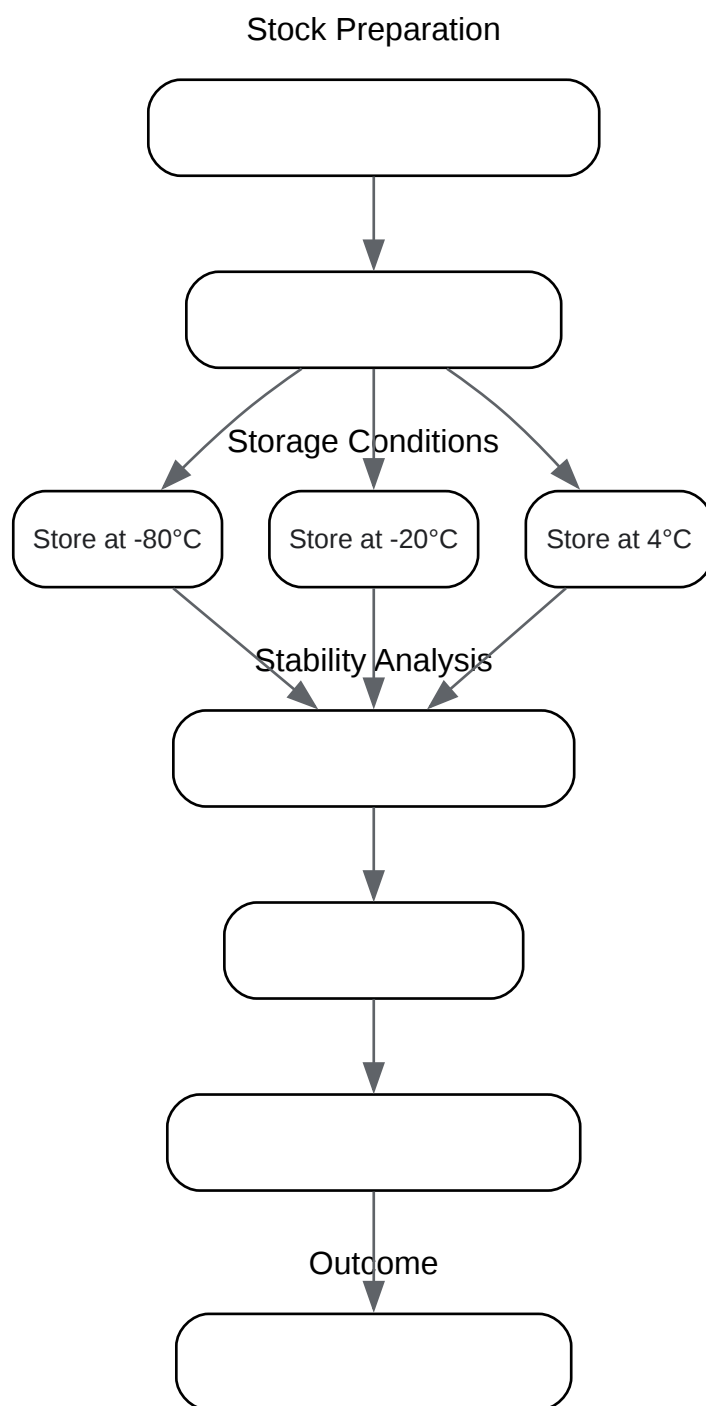 Stock Preparation
Storage Conditions
Store at -80°C
Store at -20°C
Store at 4°C
Stability Analysis
Outcome